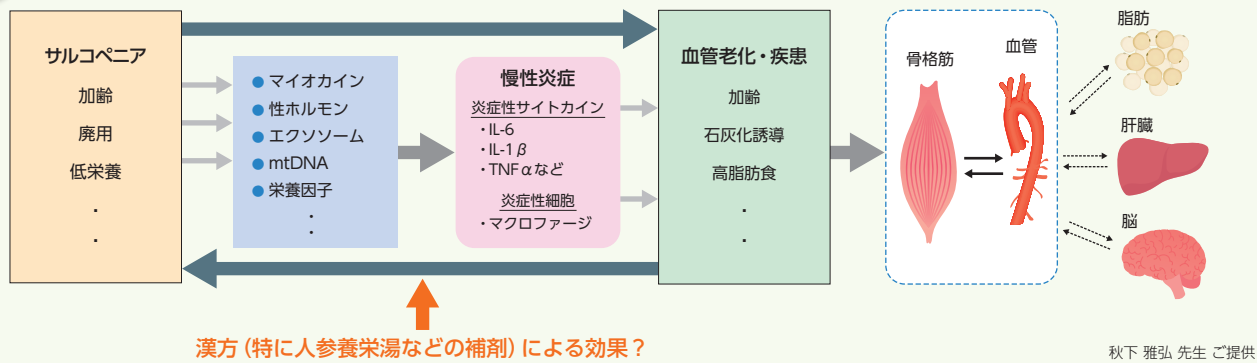 サルコペニア
加齢
廃用
低栄養
・
・
● マイオカイン
● 性ホルモン
● エクソソーム
● mtDNA
● 栄養因子
・
・
慢性炎症
炎症性サイトカイン
・IL-6
・IL-1β
・TNFαなど
炎症性細胞
・マクロファージ
血管老化・疾患
加齢
石灰化誘導
高脂肪食
・
・
骨格筋
血管
脂肪
肝臓
脳
漢方（特に人参養栄湯などの補剤）による効果？
秋下 雅弘 先生 ご提供